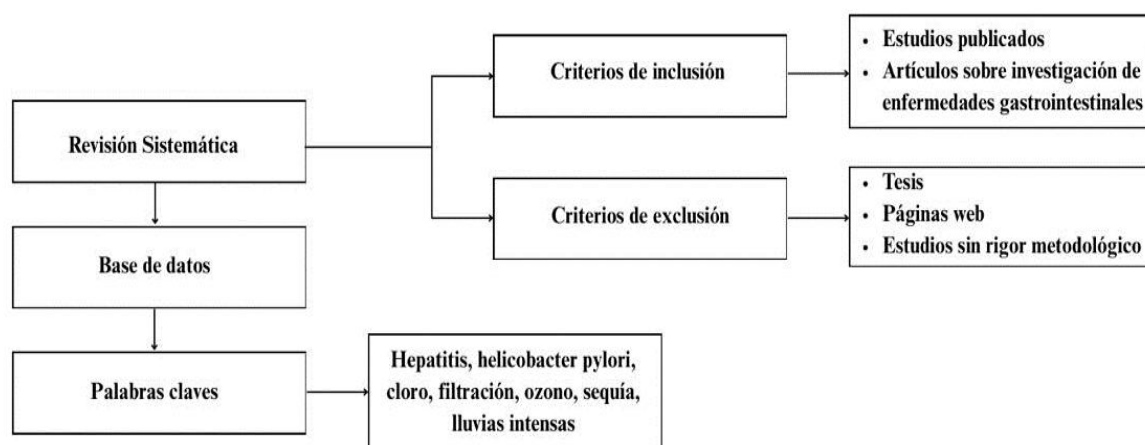 Revisión Sistemática
Base de datos
Palabras claves
Hepatitis, helicobacter pylori,
cloro, filtración, ozono, sequía,
lluvias intensas
Criterios de inclusión
• Estudios publicados
• Artículos sobre investigación de
enfermedades gastrointestinales
Criterios de exclusión
• Tesis
• Páginas web
• Estudios sin rigor metodológico